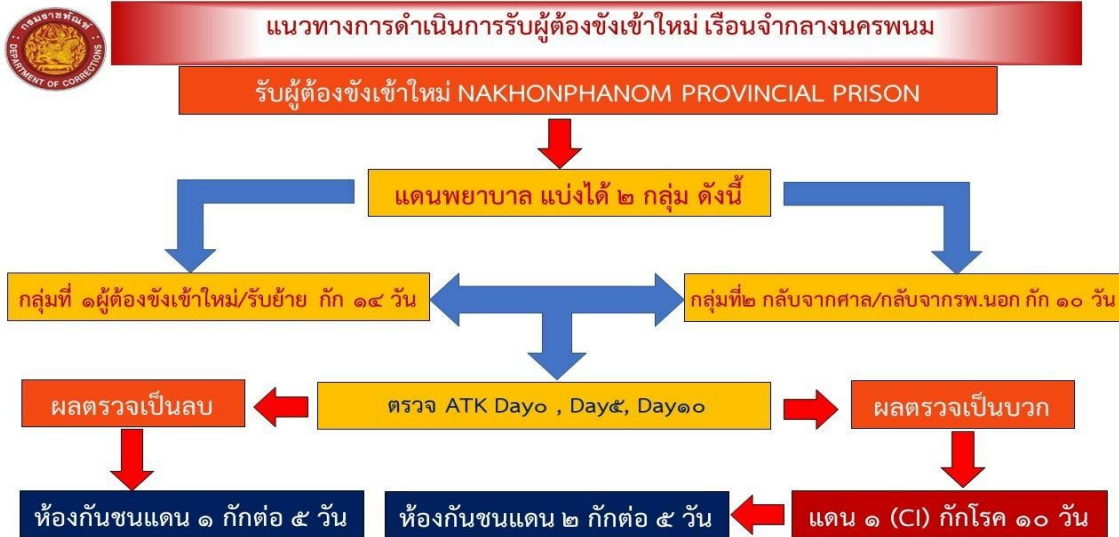 กรมราชทัณฑ์
DEPARTMENT OF CORRECTIONS
แนวทางการดำเนินการรับผู้ต้องขังเข้าใหม่ เรือนจำกลางนครพนม
รับผู้ต้องขังเข้าใหม่ NAKHONPHANOM PROVINCIAL PRISON
แดนพยาบาล แบ่งได้ ๒ กลุ่ม ดังนี้
กลุ่มที่ ๑ผู้ต้องขังเข้าใหม่/รับย้าย กัก ๑๔ วัน
กลุ่มที่๒ กลับจากศาล/กลับจากรพ.นอก กัก ๑๐ วัน
ผลตรวจเป็นลบ
ตรวจ ATK Day๐ , Day๕, Day๑๐
ผลตรวจเป็นบวก
ห้องกันชนแดน ๑ กักต่อ ๕ วัน
ห้องกันชนแดน ๒ กักต่อ ๕ วัน
แดน ๑ (CI) กักโรค ๑๐ วัน